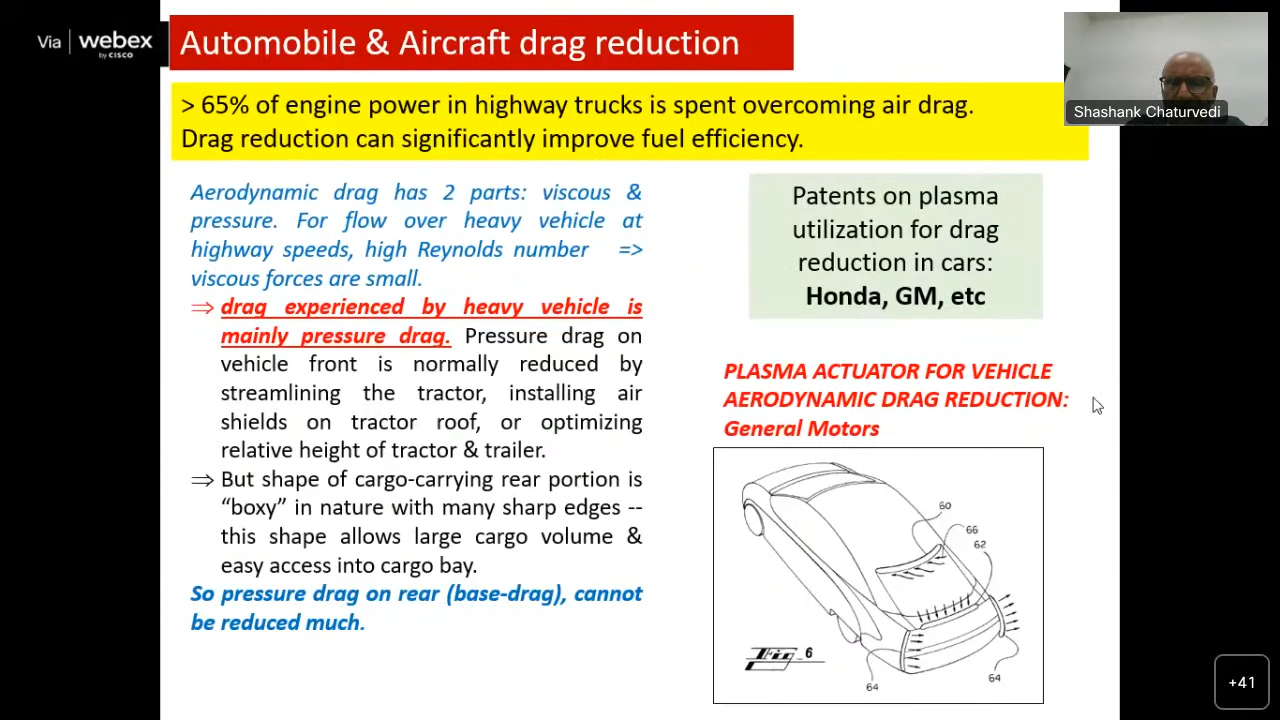 Via webex
by CISCO
Automobile & Aircraft drag reduction
Shashank Chaturvedi
> 65% of engine power in highway trucks is spent overcoming air drag.
Drag reduction can significantly improve fuel efficiency.
Aerodynamic drag has 2 parts: viscous &
pressure. For flow over heavy vehicle at
highway speeds, high Reynolds number =>
viscous forces are small.
⇒ drag experienced by heavy vehicle is
mainly pressure drag. Pressure drag on
vehicle front is normally reduced by
streamlining the tractor, installing air
shields on tractor roof, or optimizing
relative height of tractor & trailer.
⇒ But shape of cargo-carrying rear portion is
“boxy” in nature with many sharp edges --
this shape allows large cargo volume &
easy access into cargo bay.
So pressure drag on rear (base-drag), cannot
be reduced much.
Patents on plasma
utilization for drag
reduction in cars:
Honda, GM, etc
PLASMA ACTUATOR FOR VEHICLE
AERODYNAMIC DRAG REDUCTION:
General Motors
60
66
62
Fig_6
64
64
+41